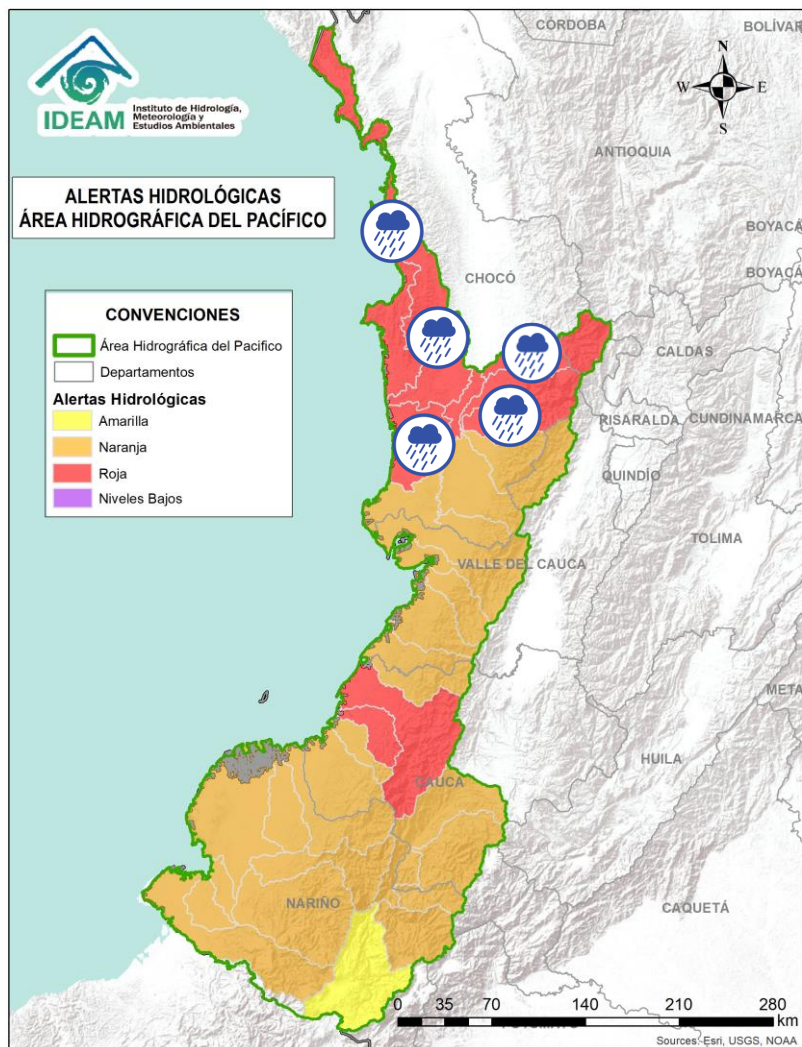 CÓRDOBA
BOLÍVAR
IDEAM
Instituto de Hidrología,
Meteorología y
Estudios Ambientales
N
W
E
S
ANTIOQUIA
ALERTAS HIDROLÓGICAS
ÁREA HIDROGRÁFICA DEL PACÍFICO
BOYACÁ
BOYACÁ
CHOCÓ
CONVENCIONES
Área Hidrográfica del Pacifico
Departamentos
Alertas Hidrológicas
Amarilla
Naranja
Roja
Niveles Bajos
CALDAS
RISARALDA
CUNDINAMARCA
QUINDÍO
TOLIMA
VALLE DEL CAUCA
META
HUILA
CAUCA
NARIÑO
CAQUETÁ
0 35 70 140 210 280
km
Sources: Esri, USGS, NOAA